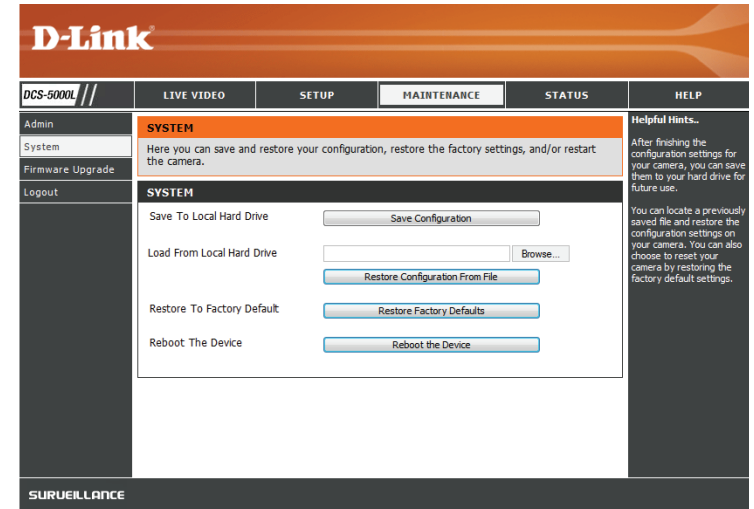 D-Link
DCS-5000L //
LIVE VIDEO
SETUP
MAINTENANCE
STATUS
HELP
Admin
System
Firmware Upgrade
Logout
SYSTEM
Here you can save and restore your configuration, restore the factory settings, and/or restart
the camera.
SYSTEM
Save To Local Hard Drive
Save Configuration
Load From Local Hard Drive
Browse...
Restore Configuration From File
Restore To Factory Default
Restore Factory Defaults
Reboot The Device
Reboot the Device
Helpful Hints..
After finishing the
configuration settings for
your camera, you can save
them to your hard drive for
future use.
You can locate a previously
saved file and restore the
configuration settings on
your camera. You can also
choose to reset your
camera by restoring the
factory default settings.
SURVEILLANCE